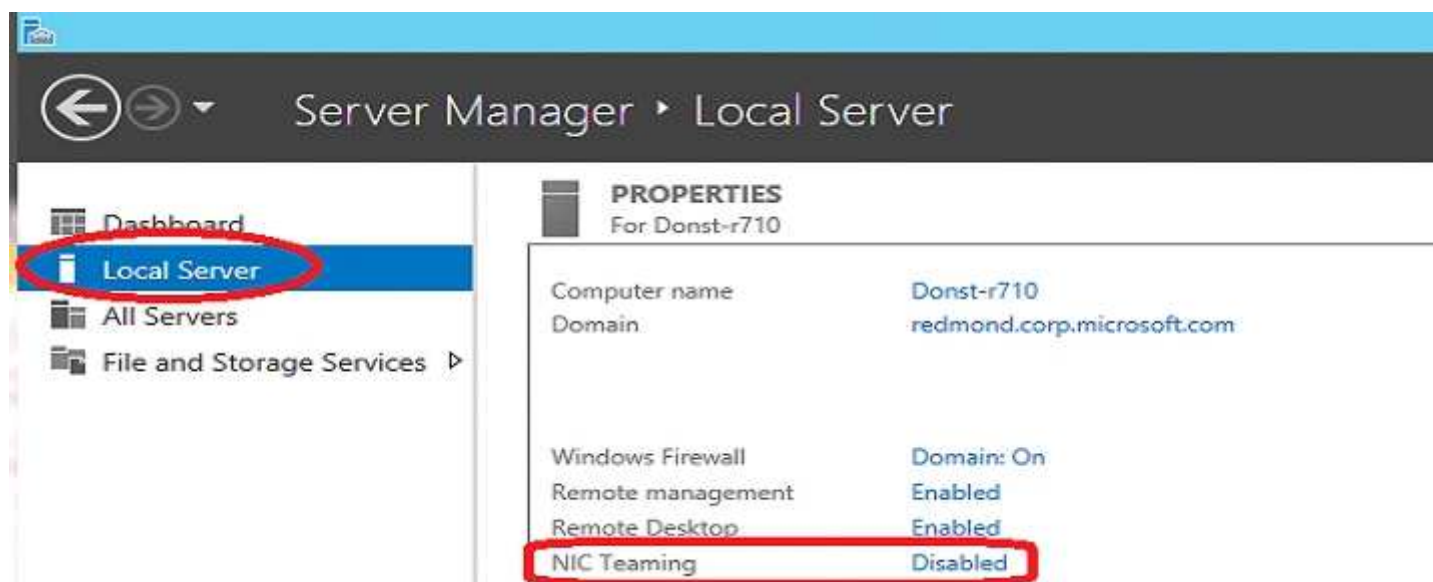 Server Manager ‣ Local Server
Dashboard
Local Server
All Servers
File and Storage Services
PROPERTIES
For Donst-r710
Computer name Donst-r710
Domain redmond.corp.microsoft.com
Windows Firewall Domain: On
Remote management Enabled
Remote Desktop Enabled
NIC Teaming Disabled